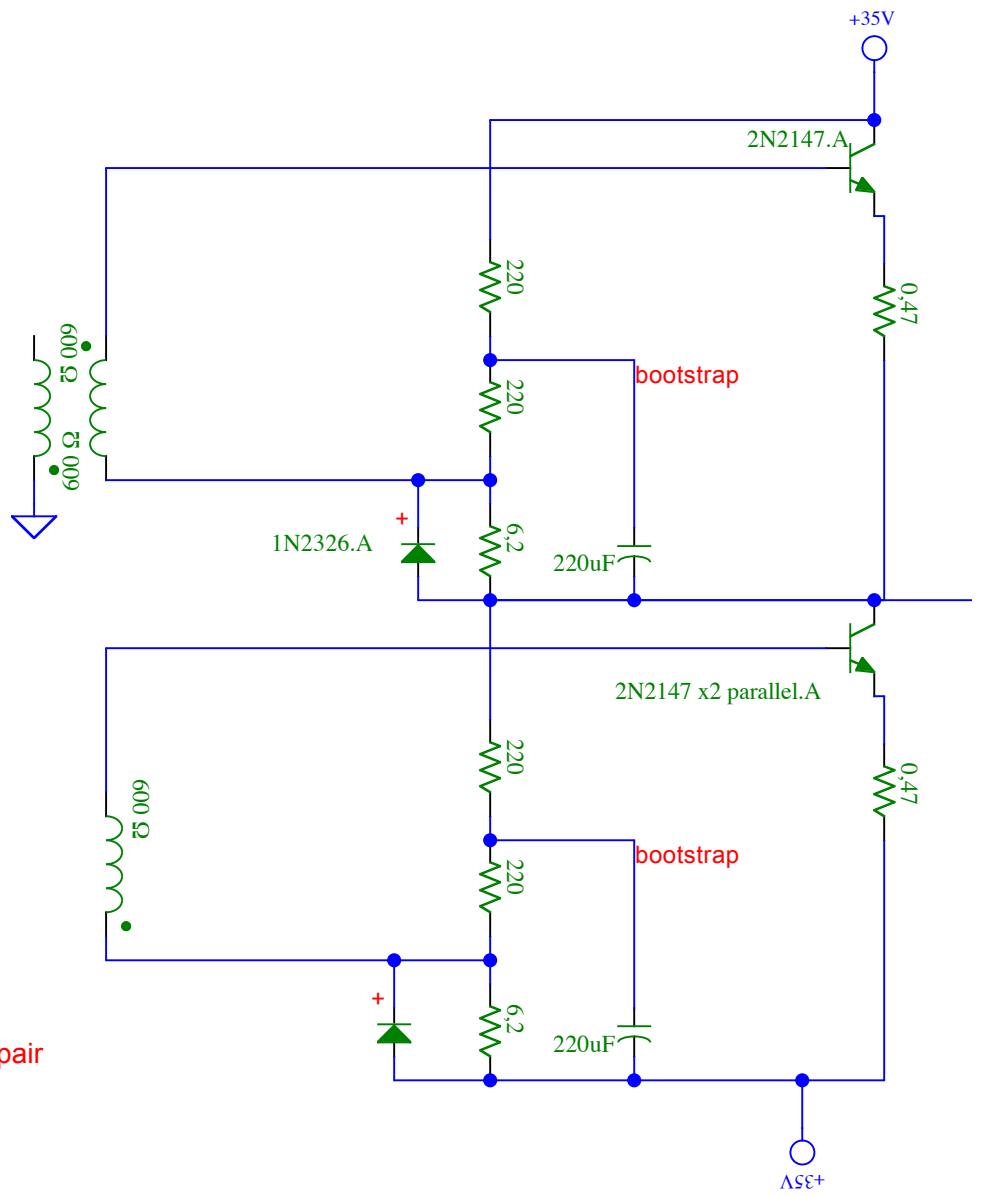 +35V
2N2147.A
220
0,47
600 Ω
bootstrap
220
600 Ω
+
1N2326.A
6,2
220uF
2N2147 x2 parallel.A
220
0,47
600 Ω
bootstrap
220
+
6,2
220uF
pair
+35V